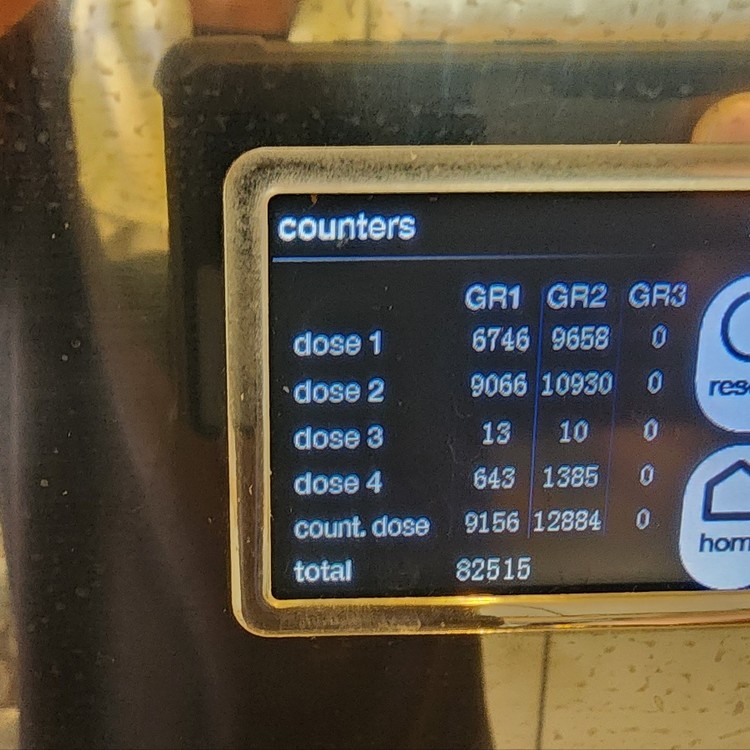 counters
GR1 GR2 GR3
dose 1 6746 9658 0
dose 2 9066 10930 0
dose 3 13 10 0
dose 4 643 1385 0
count. dose 9156 12884 0
total 82515